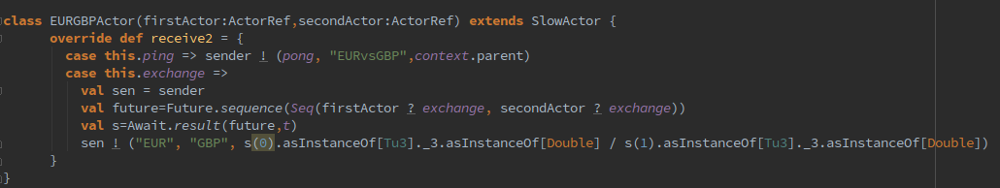 class EURGBPActor(firstActor:ActorRef,secondActor:ActorRef) extends SlowActor {
override def receive2 = {
case this.ping => sender ! (pong, "EURvsGBP",context.parent)
case this.exchange =>
val sen = sender
val future=Future.sequence(Seq(firstActor ? exchange, secondActor ? exchange))
val s=Await.result(future,t)
sen ! ("EUR", "GBP", s(0).asInstanceOf[Tu3]._3.asInstanceOf[Double] / s(1).asInstanceOf[Tu3]._3.asInstanceOf[Double])
}
}